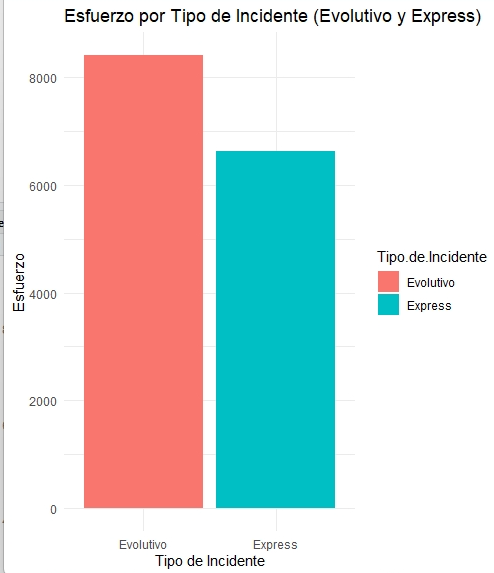 Esfuerzo por Tipo de Incidente (Evolutivo y Express)
8000
6000
4000
2000
0
Esfuerzo
Evolutivo
Express
Tipo de Incidente
Tipo.de.Incidente
Evolutivo
Express